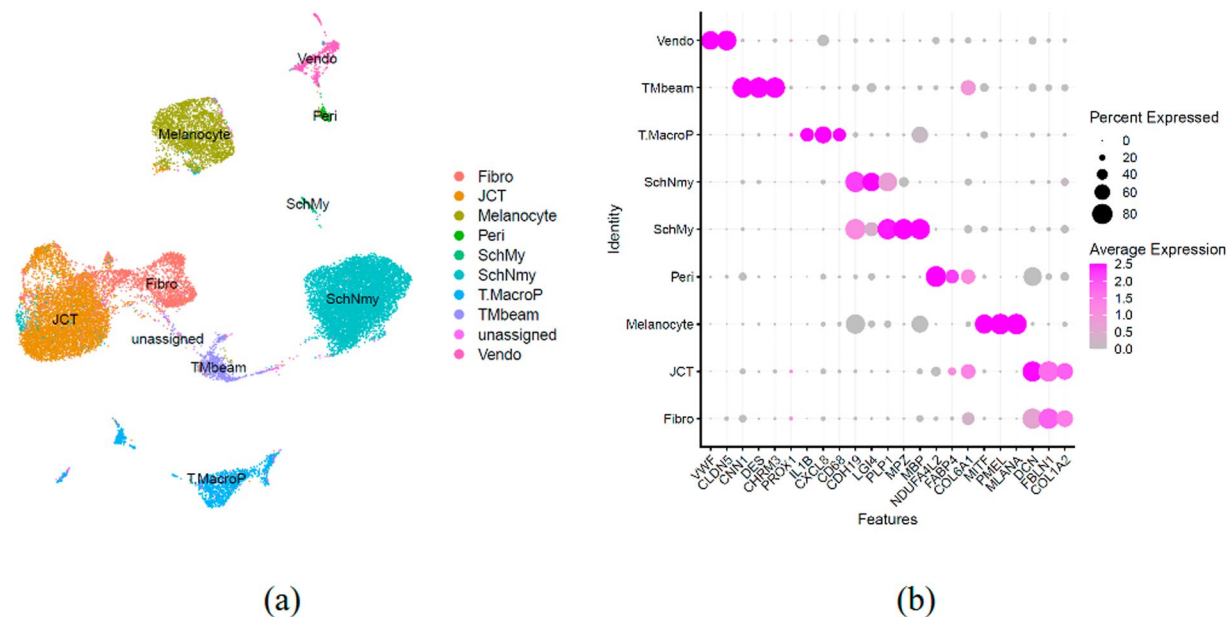 Vendo
Peri
Melanocyte
SchMy
Fibro
JCT
unassigned
TMbeam
SchNmy
T.MacroP
Fibro
JCT
Melanocyte
Peri
SchMy
SchNmy
T.MacroP
TMbeam
unassigned
Vendo
(a)
Identity
Vendo
TMbeam
T.MacroP
SchNmy
SchMy
Peri
Melanocyte
JCT
Fibro
VWF
CLDN5
CNN1
DES
CHRM3
PROX1
IL1B
CXCL8
CD68
CDH19
LGI4
PLP1
MPZ
MBP
NDUFA4L2
FABP4
COL6A1
MITF
PMEL
MLANA
DCN
FBLN1
COL1A2
Features
Percent Expressed
0
20
40
60
80
Average Expression
2.5
2.0
1.5
1.0
0.5
0.0
(b)